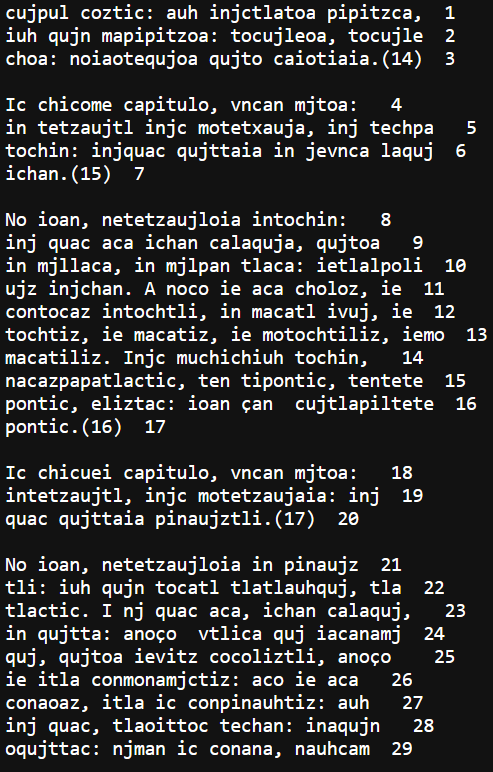 cujpul coztic: auh injctlatoa pipitzca,  1
iuh qujn mapipitzoa: tocujleoa, tocujle  2
choa: noiaotequjoa qujto caiotiaia.(14)  3

Ic chicome capitulo, vncan mjtoa:   4
in tetzaujtl injc motetxauja, inj techpa   5
tochin: injquac qujttaia in jevnca laquj  6
ichan.(15)  7

No ioan, netetzaujloia intochin:   8
inj quac aca ichan calaquja, qujtoa   9
in mjllaca, in mjlpan tlaca: ietlalpoli  10
ujz injchan. A noco ie aca choloz, ie  11
contocaz intochtli, in macatl ivuj, ie  12
tochtiz, ie macatiz, ie motochtiliz, iemo  13
macatiliz. Injc muchichiuh tochin,   14
nacazpapatlactic, ten tipontic, tentete  15
pontic, eliztac: ioan çan  cujtlapiltete  16
pontic.(16)  17

Ic chicuei capitulo, vncan mjtoa:   18
intetzaujtl, injc motetzaujaia: inj  19
quac qujttaia pinaujztli.(17)  20

No ioan, netetzaujloia in pinaujz  21
tli: iuh qujn tocatl tlatlauhquj, tla  22
tlactic. I nj quac aca, ichan calaquj,   23
in qujtta: anoço  vtlica quj iacanamj  24
quj, qujtoa ievitz cocoliztli, anoço   25
ie itla conmonamjctiz: aco ie aca   26
conaoaz, itla ic conpinauhtiz: auh   27
inj quac, tlaoittoc techan: inaqujn   28
oqujttac: njman ic conana, nauhcam  29